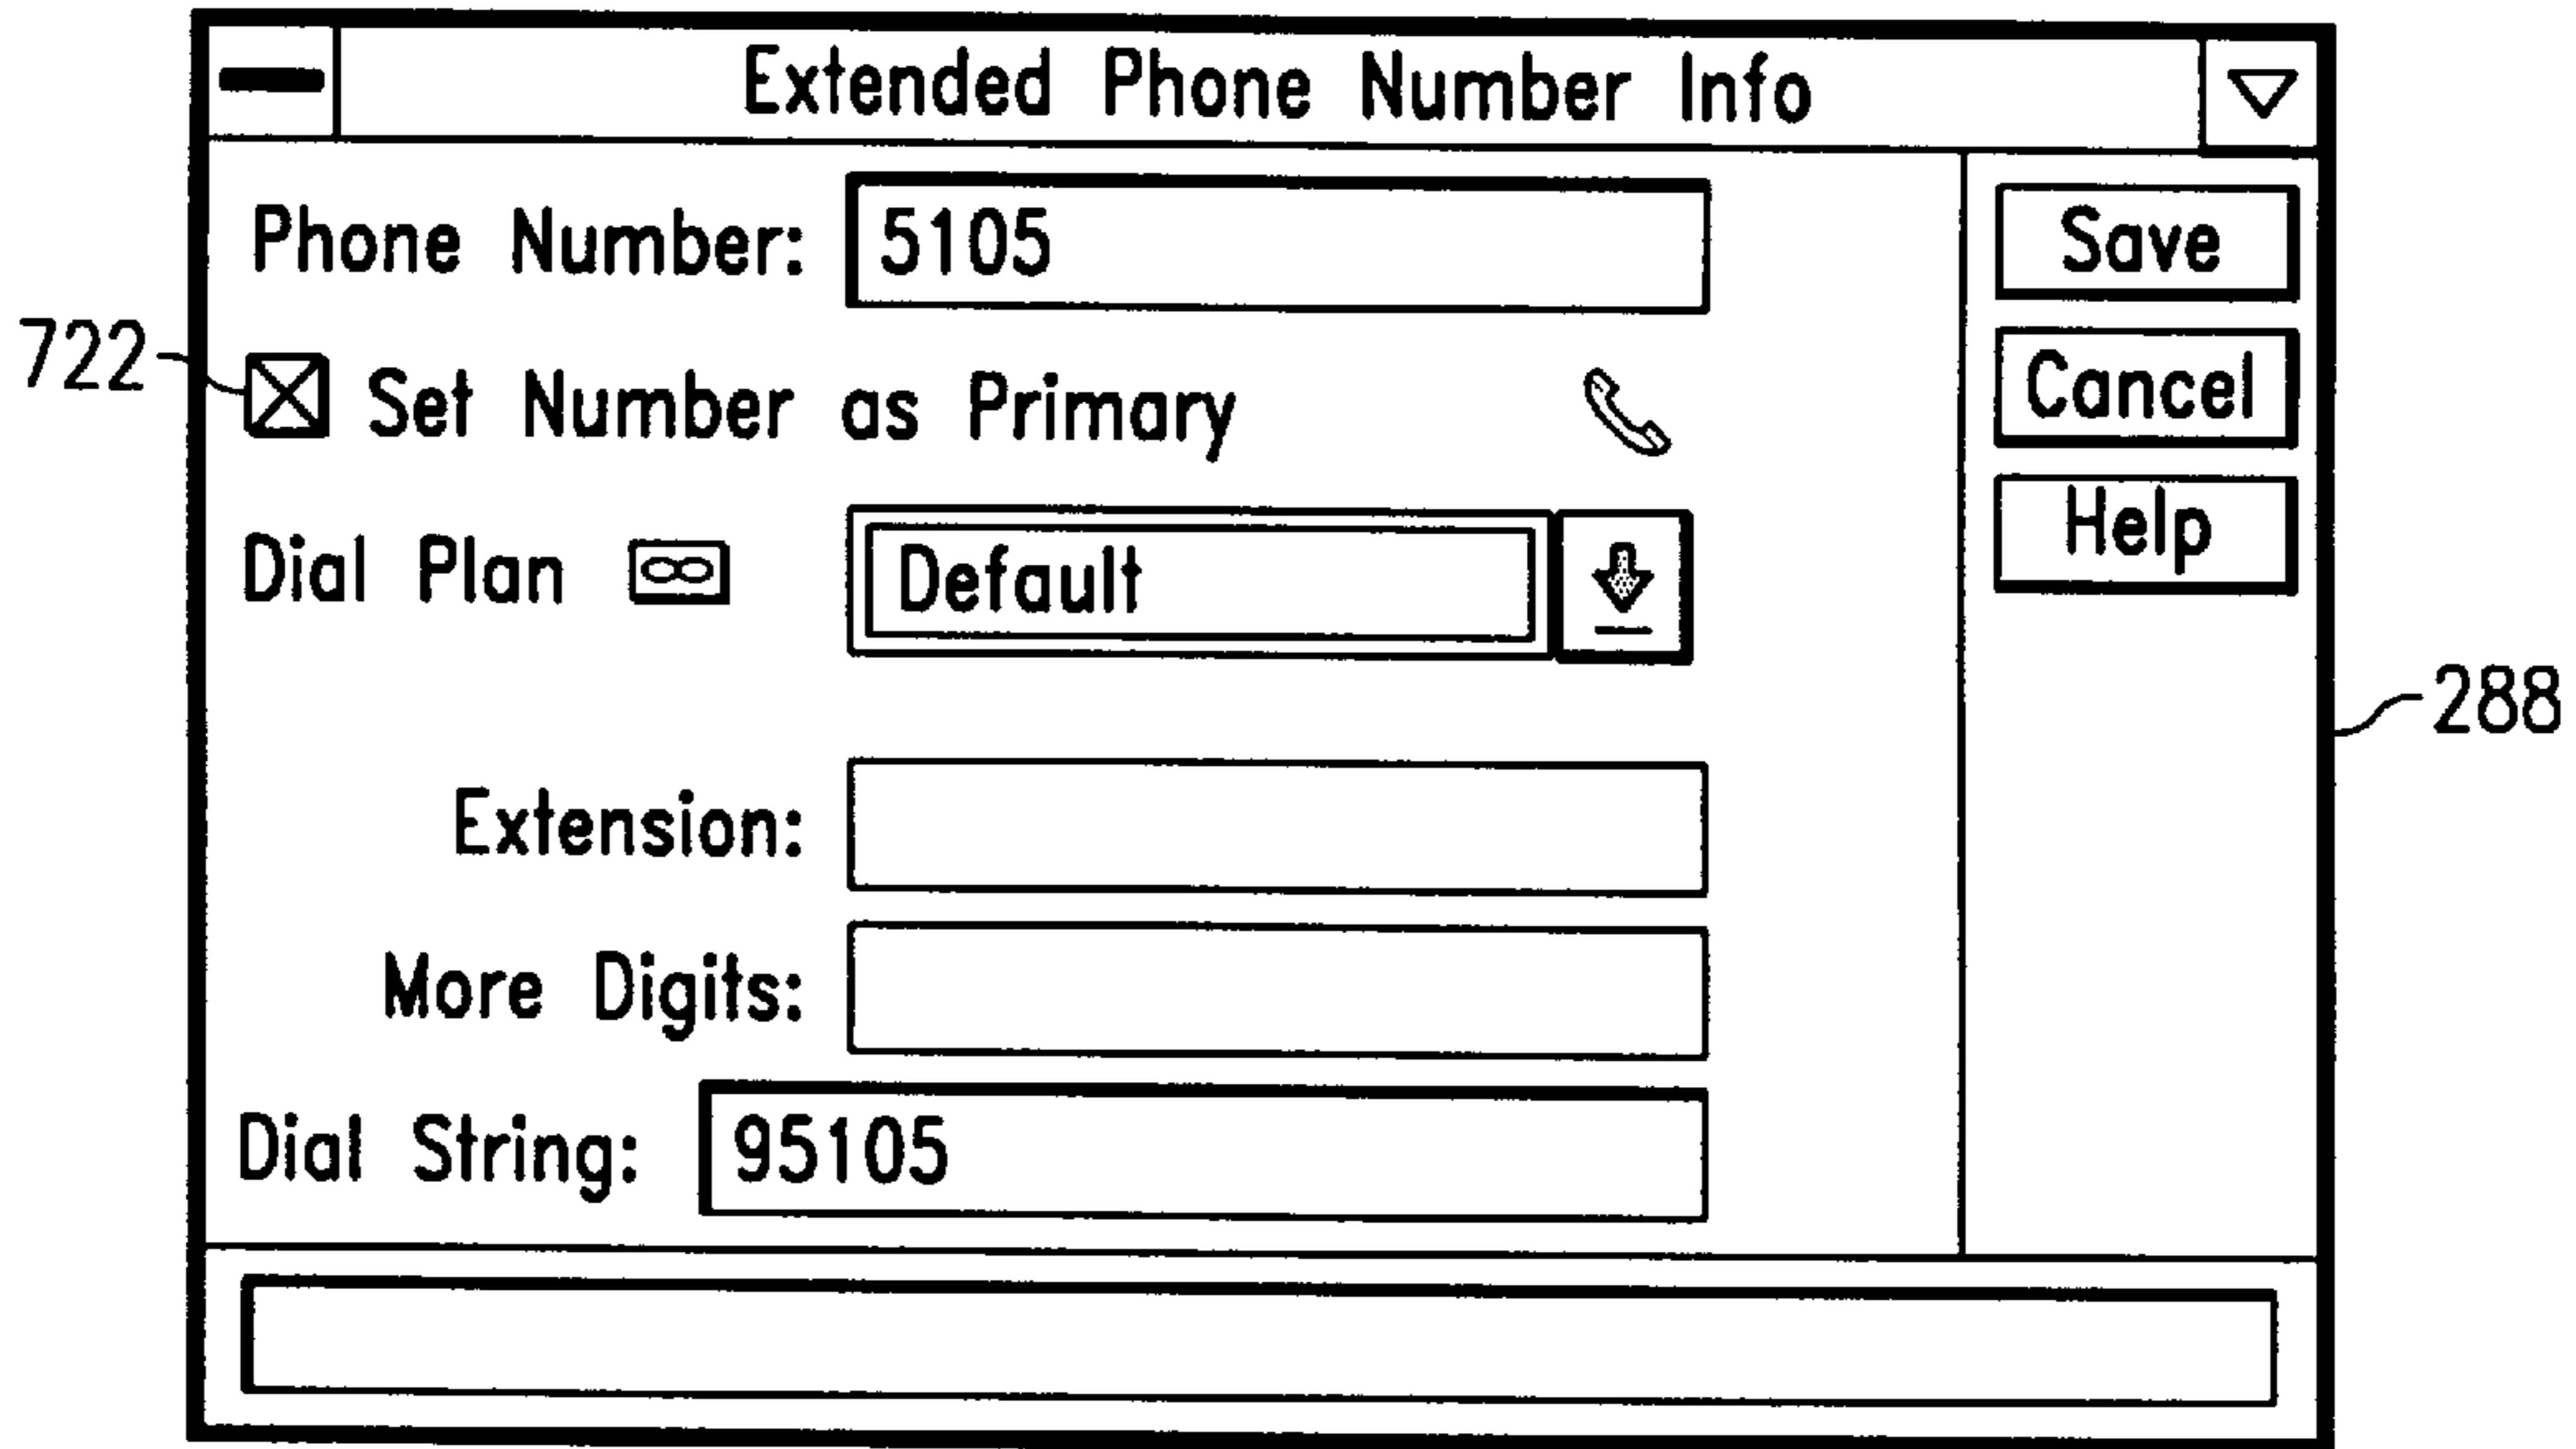 Extended Phone Number Info
Phone Number: 5105
Save
722
Set Number as Primary
Cancel
Dial Plan
Default
Help
288
Extension:
More Digits:
Dial String: 95105